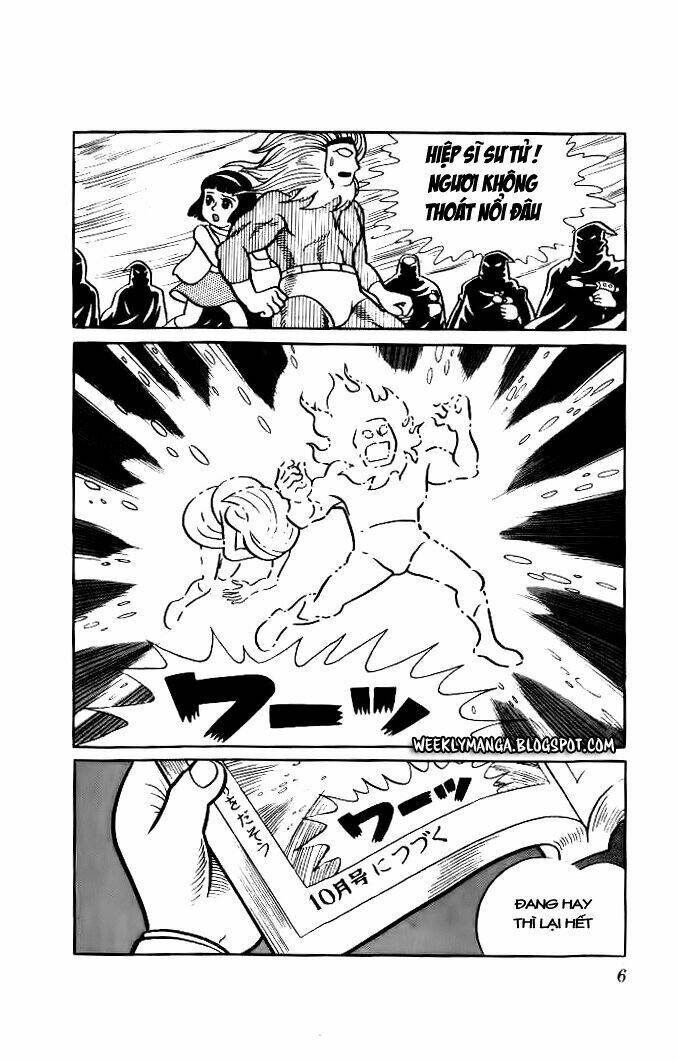 HIỆP SĨ SƯ TỬ !
NGƯƠI KHÔNG
THOÁT NỔI ĐÂU
ワーッ
WEEKLYMANGA.BLOGSPOT.COM
ワーッ
10月号につづく
ĐANG HAY
THÌ LẠI HẾT
6